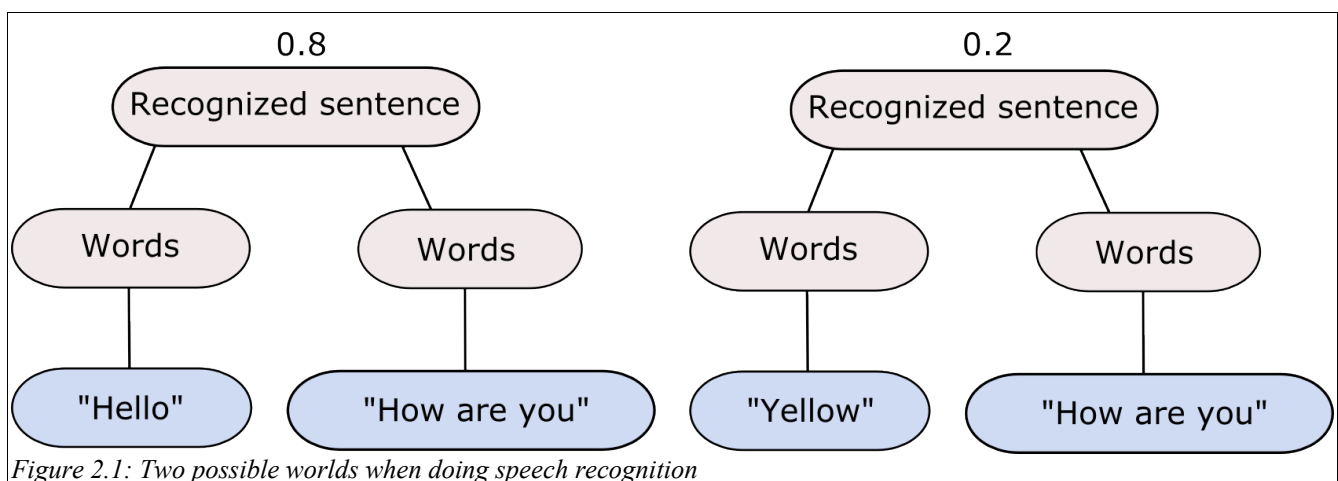 0.8
Recognized sentence
Words
Words
"Hello"
"How are you"
0.2
Recognized sentence
Words
Words
"Yellow"
"How are you"
Figure 2.1: Two possible worlds when doing speech recognition